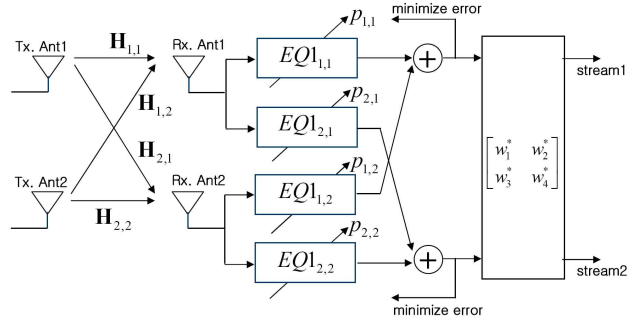 minimize error
Tx. Ant1
H1,1
Rx. Ant1
EQ11,1
p1,1
+
stream1
H1,2
EQ12,1
p2,1
H2,1
w1* w2*
w3* w4*
Tx. Ant2
Rx. Ant2
EQ11,2
p1,2
H2,2
EQ12,2
p2,2
+
stream2
minimize error